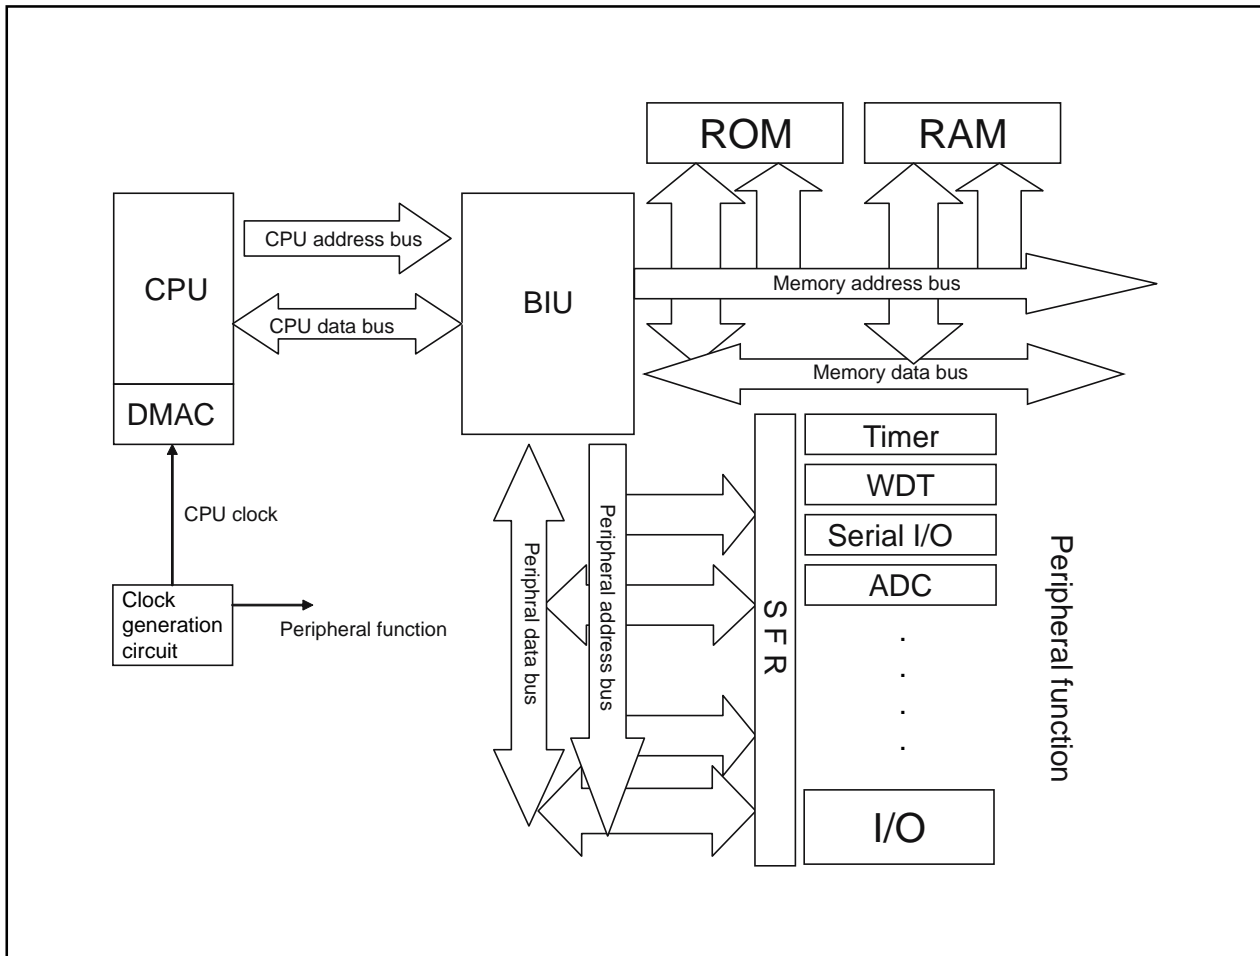 ROM
RAM
CPU address bus
CPU
BIU
Memory address bus
CPU data bus
Memory data bus
DMAC
Timer
WDT
CPU clock
Serial I/O
ADC
Clock
generation
circuit
Peripheral function
Periphral data bus
Peripheral address bus
S F R
.
.
.
.
Peripheral function
I/O